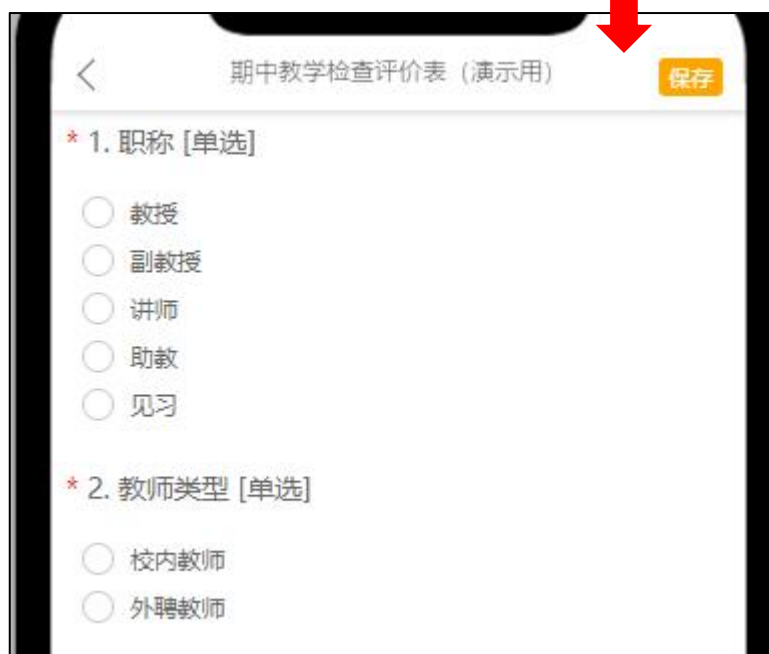 期中教学检查评价表（演示用）
保存
* 1. 职称 [单选]
教授
副教授
讲师
助教
见习
* 2. 教师类型 [单选]
校内教师
外聘教师